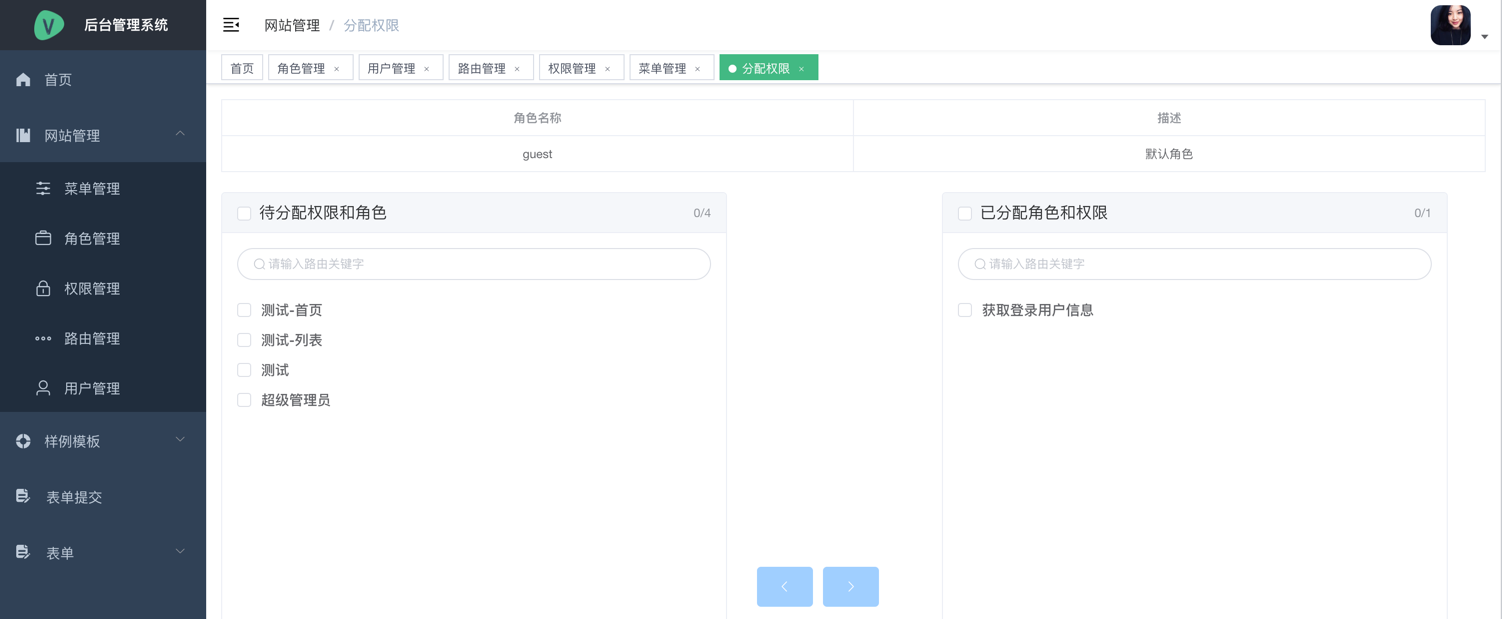 V 后台管理系统
网站管理 / 分配权限
首页 角色管理 × 用户管理 × 路由管理 × 权限管理 × 菜单管理 × 分配权限 ×
首页
网站管理
菜单管理
角色管理
权限管理
路由管理
用户管理
样例模板
表单提交
表单
角色名称 描述
guest 默认角色
待分配权限和角色 0/4
请输入路由关键字
测试-首页
测试-列表
测试
超级管理员
已分配角色和权限 0/1
请输入路由关键字
获取登录用户信息